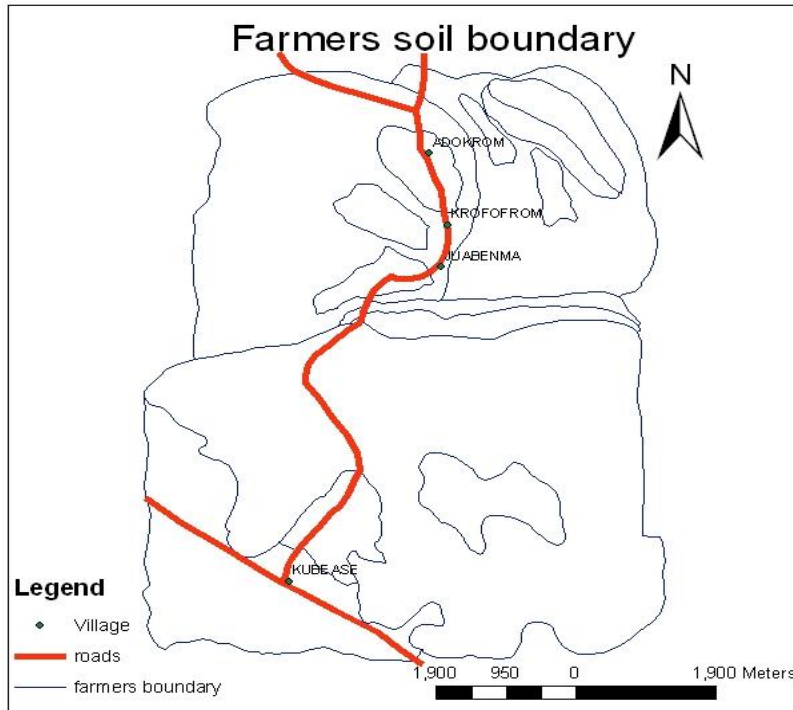 Farmers soil boundary
N
ADOKROM
KROFOFROM
JUABENMA
KUBEASE
Legend
Village
roads
farmers boundary
1,900 950 0 1,900 Meters